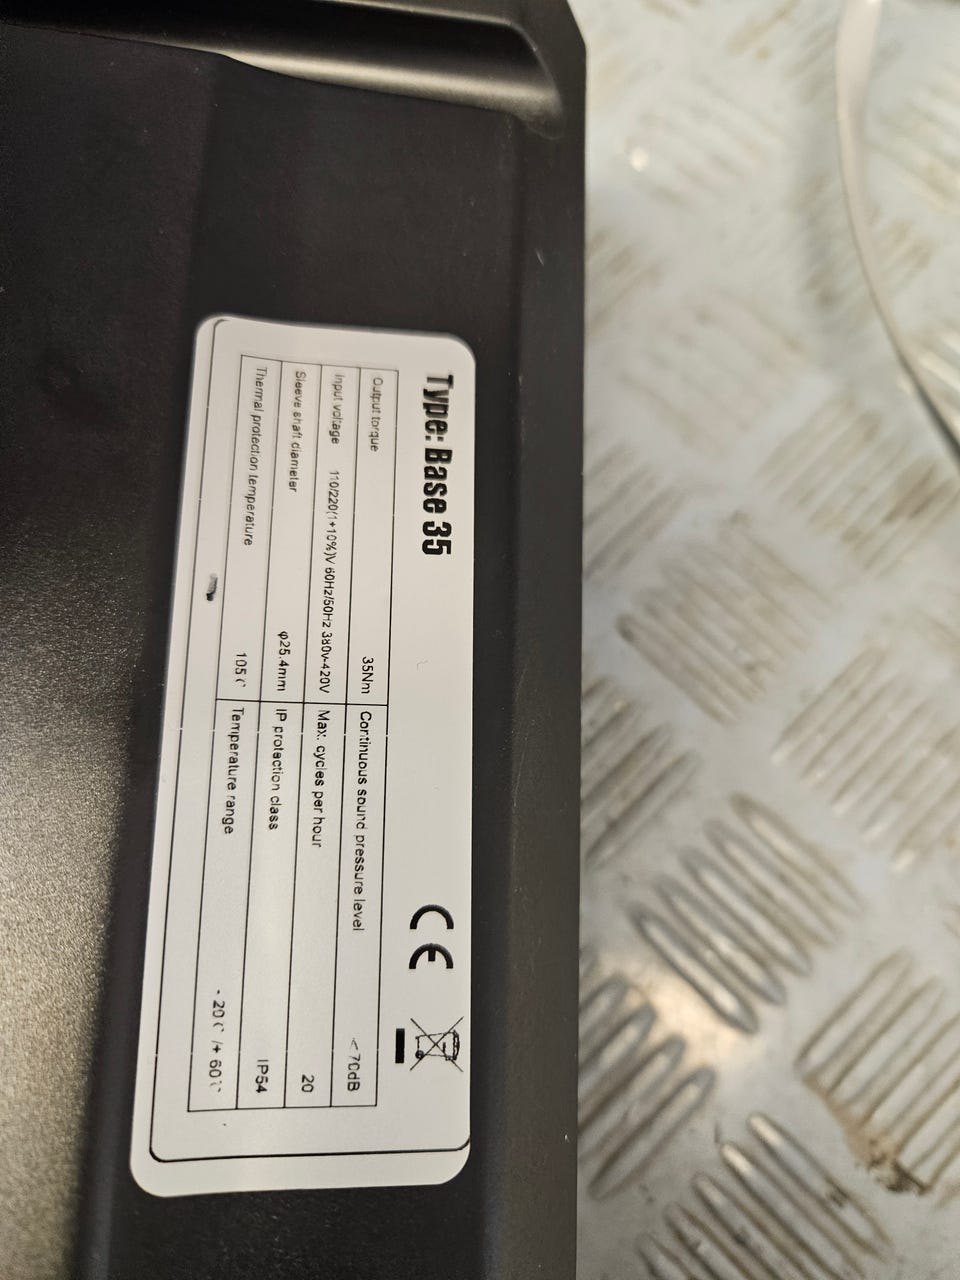 Type: Base 35
CE
Output torque 35Nm Continuous sound pressure level <70dB
Input voltage 110/220(1+10%)V 60Hz/50Hz 380v-420V Max. cycles per hour 20
Sleeve shaft diameter φ25.4mm IP protection class IP54
Thermal protection temperature 105℃ Temperature range -20℃/+60℃